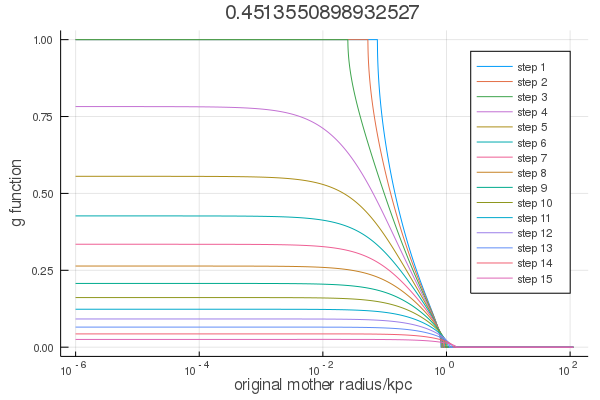 0.4513550898932527
1.00
0.75
0.50
0.25
0.00
g function
10^-6
10^-4
10^-2
10^0
10^2
original mother radius/kpc
step 1
step 2
step 3
step 4
step 5
step 6
step 7
step 8
step 9
step 10
step 11
step 12
step 13
step 14
step 15